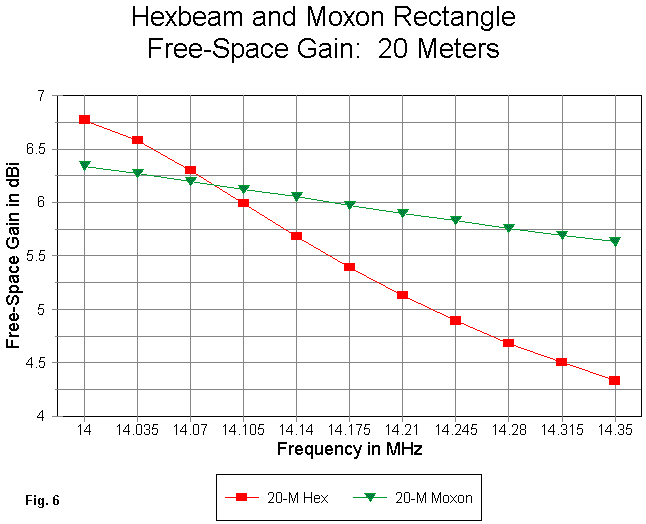 Hexbeam and Moxon Rectangle
Free-Space Gain:  20 Meters
Free-Space Gain in dBi
7
6.5
6
5.5
5
4.5
4
14 14.035 14.07 14.105 14.14 14.175 14.21 14.245 14.28 14.315 14.35
Frequency in MHz
Fig. 6
20-M Hex 20-M Moxon